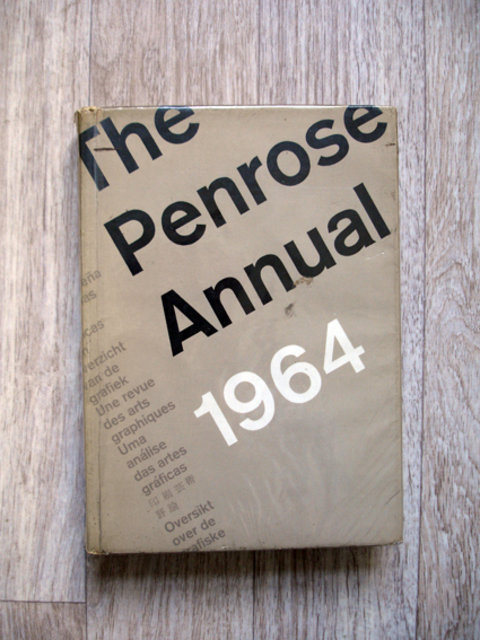 The
Penrose
Annual
1964
van de
grafiek
Une revue
des arts
graphiques
Uma
análise
das artes
gráficas
Oversikt
over de